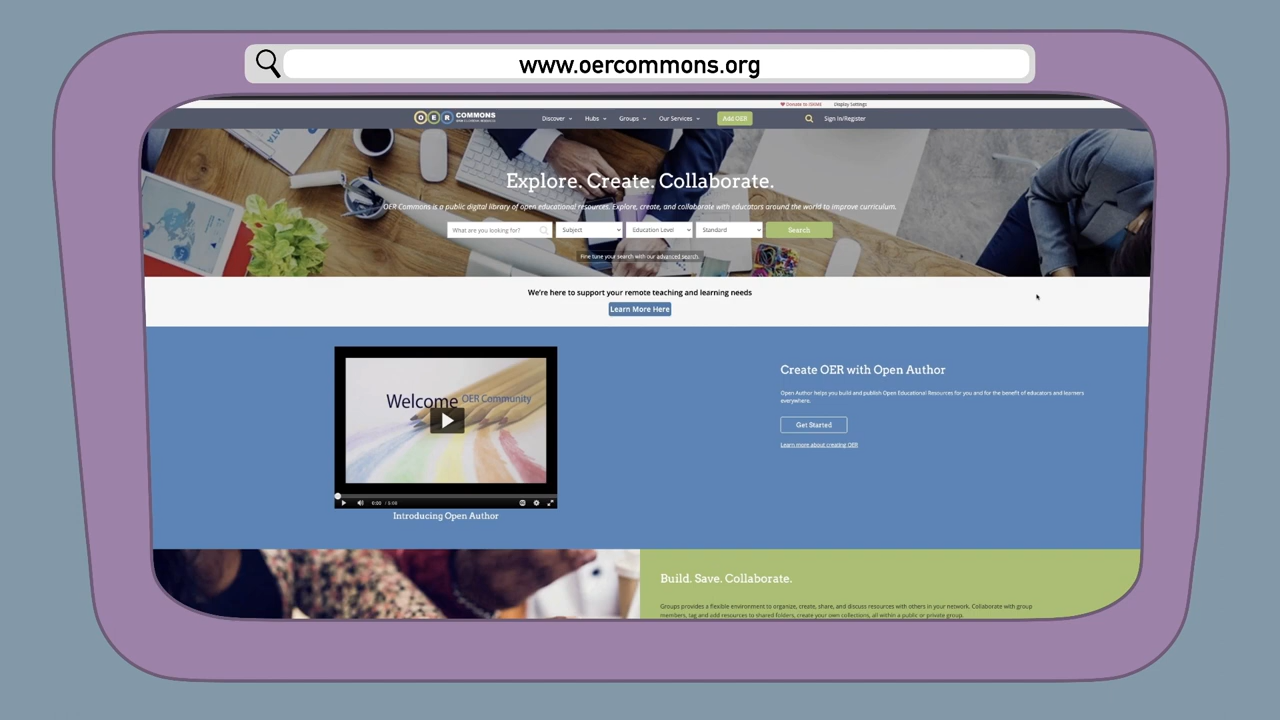 www.oercommons.org
Donate to ISKME Display Settings
OER COMMONS Discover Hubs Groups Our Services Add OER Sign In/Register
Explore. Create. Collaborate.
OER Commons is a public digital library of open educational resources. Explore, create, and collaborate with educators around the world to improve curriculum.
What are you looking for? Subject Education Level Standard Search
Fine tune your search with our advanced search.
We're here to support your remote teaching and learning needs
Learn More Here
Welcome OER Community
Introducing Open Author
Create OER with Open Author
Open Author helps you build and publish Open Educational Resources for you and for the benefit of educators and learners
everywhere.
Get Started
Learn more about creating OER
Build. Save. Collaborate.
Groups provides a flexible environment to organize, create, share, and discuss resources with others in your network. Collaborate with group
members, tag and add resources to shared folders, create your own collections, all within a public or private group.